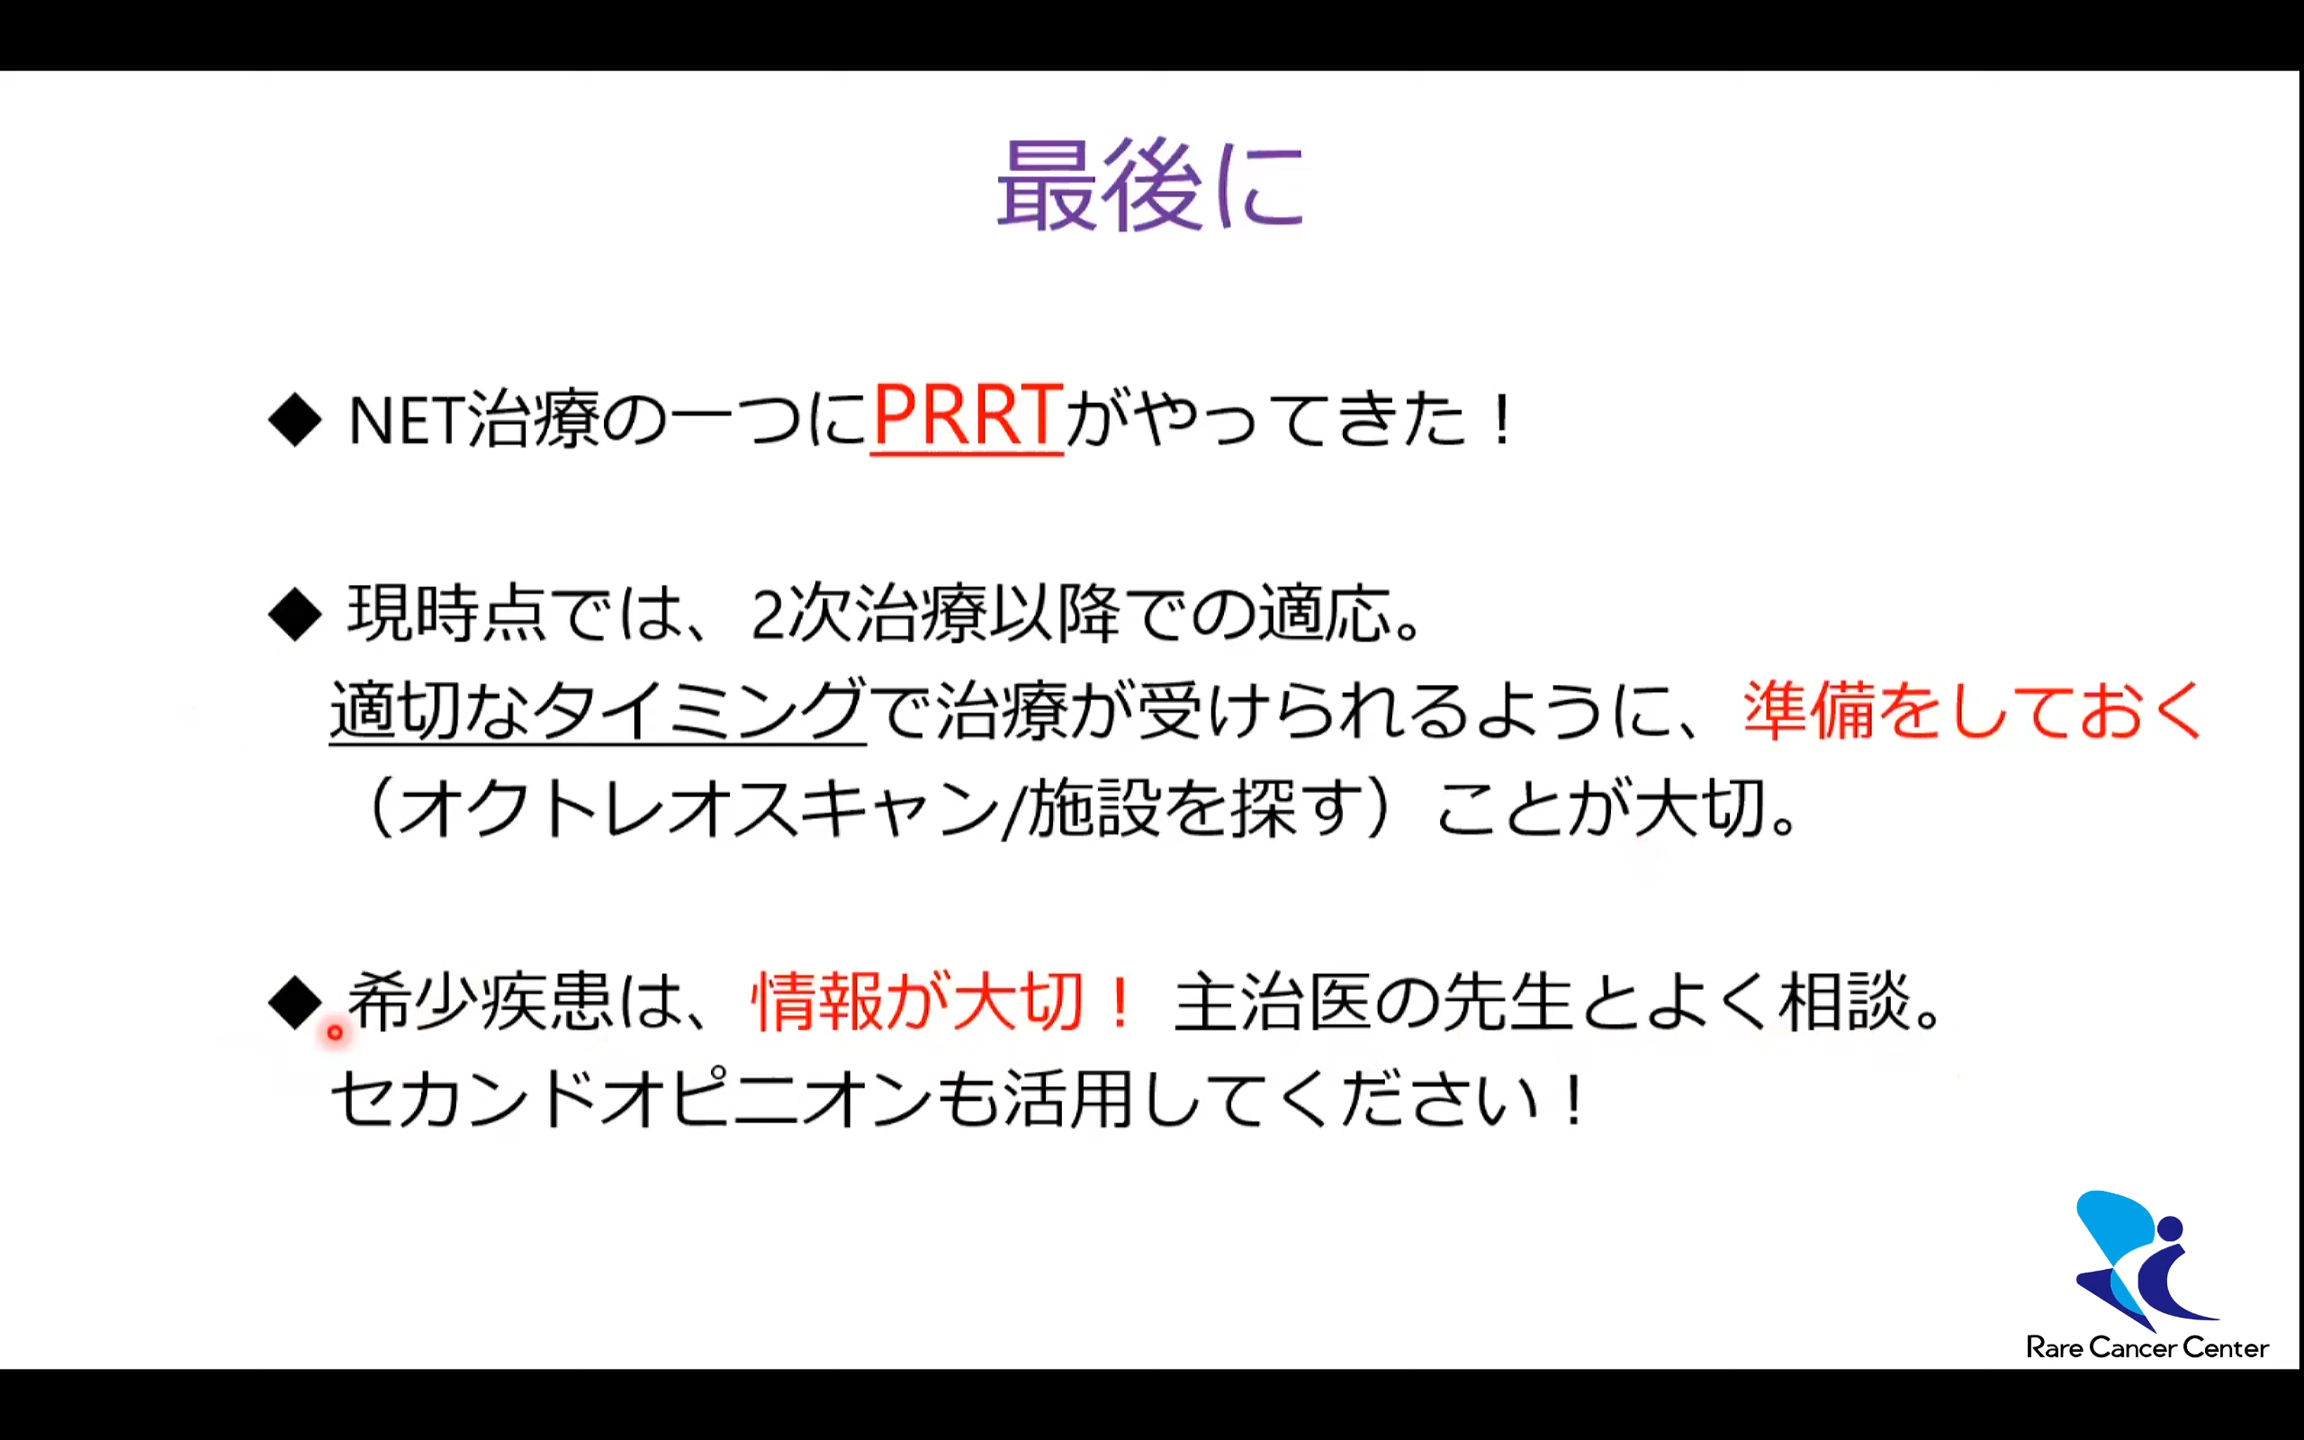 最後に
◆ NET治療の一つにPRRTがやってきた！
◆ 現時点では、2次治療以降での適応。
適切なタイミングで治療が受けられるように、準備をしておく
（オクトレオスキャン/施設を探す）ことが大切。
◆ 希少疾患は、情報が大切！ 主治医の先生とよく相談。
セカンドオピニオンも活用してください！
Rare Cancer Center